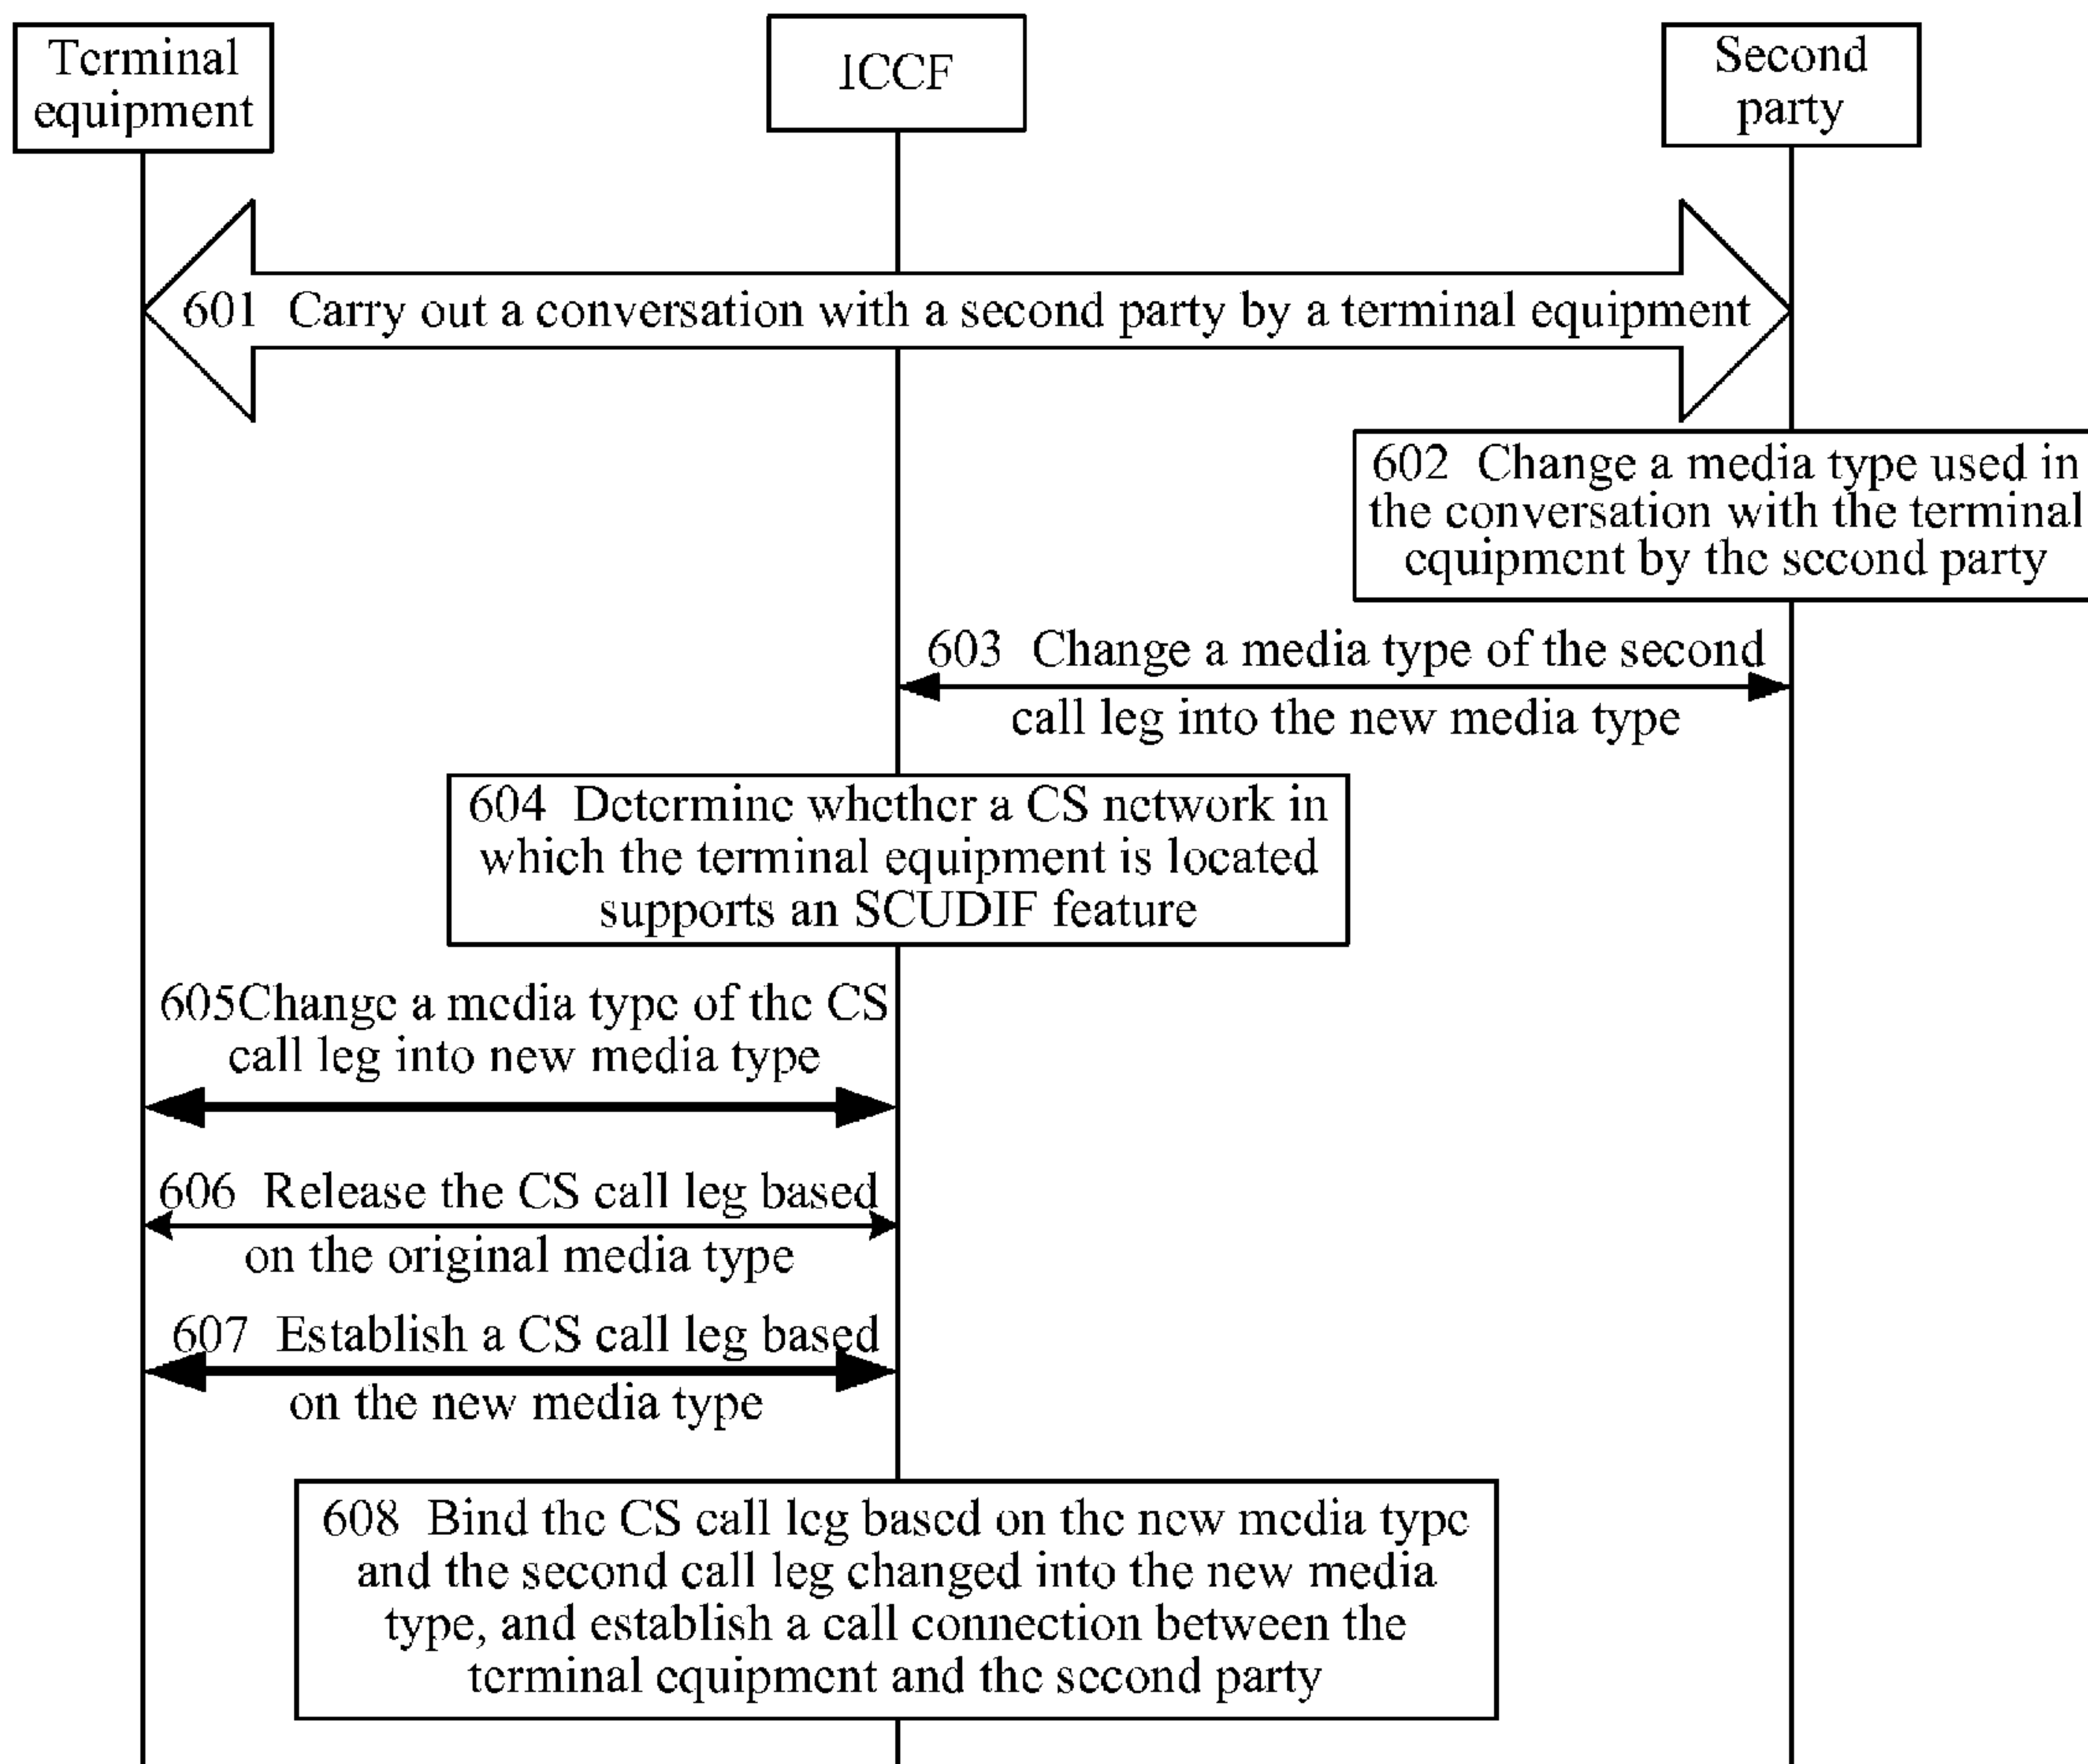 Terminal
equipment
ICCF
Second
party
601 Carry out a conversation with a second party by a terminal equipment
602 Change a media type used in
the conversation with the terminal
equipment by the second party
603 Change a media type of the second
call leg into the new media type
604 Determine whether a CS network in
which the terminal equipment is located
supports an SCUDIF feature
605Change a media type of the CS
call leg into new media type
606 Release the CS call leg based
on the original media type
607 Establish a CS call leg based
on the new media type
608 Bind the CS call leg based on the new media type
and the second call leg changed into the new media
type, and establish a call connection between the
terminal equipment and the second party